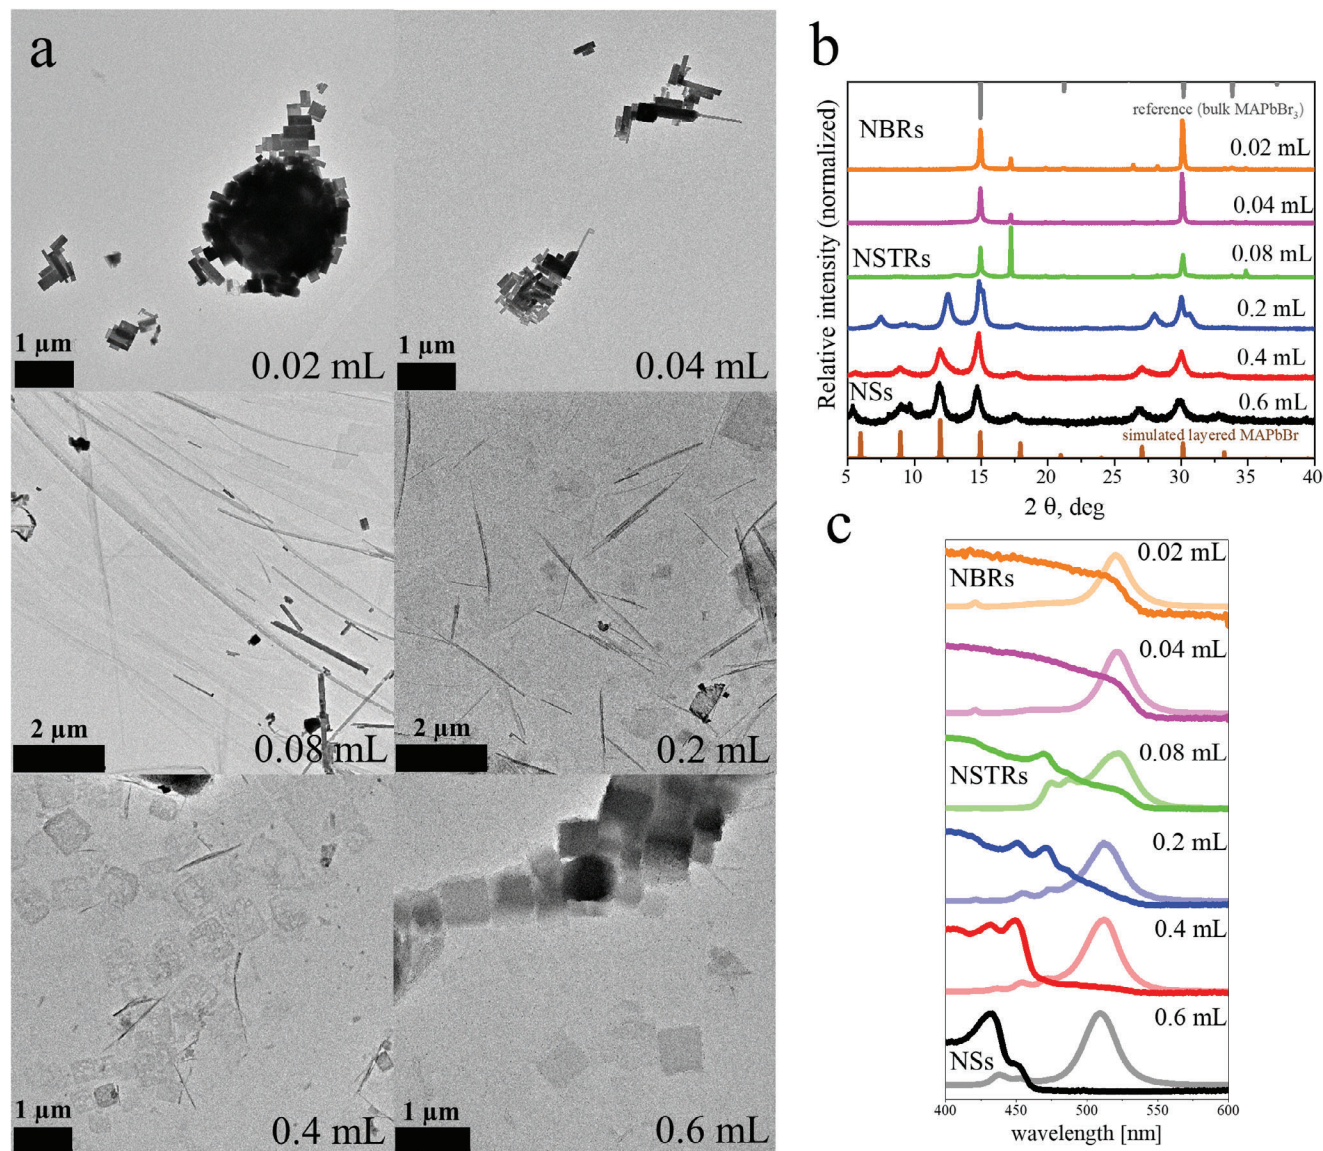 a
1 µm
0.02 mL
1 µm
0.04 mL
2 µm
0.08 mL
2 µm
0.2 mL
1 µm
0.4 mL
1 µm
0.6 mL
b
Relative intensity (normalized)
reference (bulk MAPbBr₃)
NBRs
0.02 mL
0.04 mL
NSTRs
0.08 mL
0.2 mL
0.4 mL
NSs
0.6 mL
simulated layered MAPbBr
5 10 15 20 25 30 35 40
2 θ, deg
c
0.02 mL
NBRs
0.04 mL
0.08 mL
NSTRs
0.2 mL
0.4 mL
0.6 mL
NSs
400 450 500 550 600
wavelength [nm]